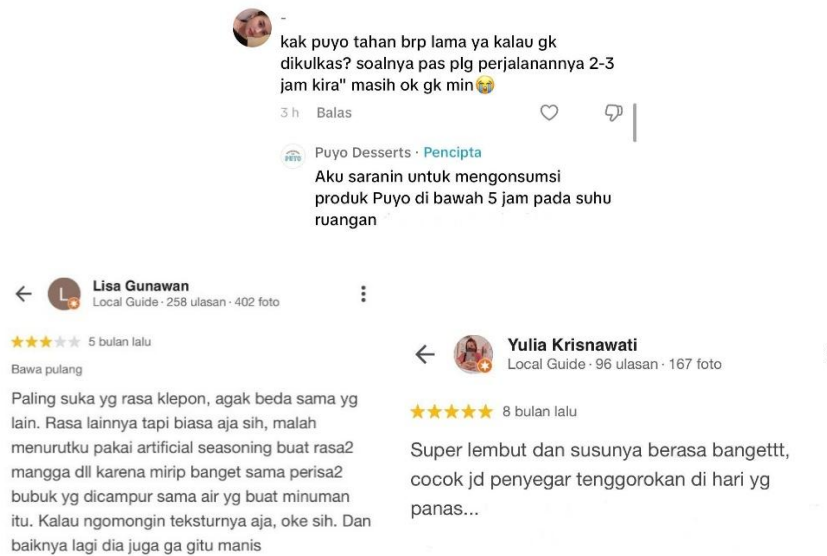 -
kak puyo tahan brp lama ya kalau gk
dikulkas? soalnya pas plg perjalanannya 2-3
jam kira" masih ok gk min😭
3 h Balas
PUYO
Puyo Desserts · Pencipta
Aku saranin untuk mengonsumsi
produk Puyo di bawah 5 jam pada suhu
ruangan
L
Lisa Gunawan
Local Guide · 258 ulasan · 402 foto
5 bulan lalu
Bawa pulang
Paling suka yg rasa klepon, agak beda sama yg
lain. Rasa lainnya tapi biasa aja sih, malah
menurutku pakai artificial seasoning buat rasa2
mangga dll karena mirip banget sama perisa2
bubuk yg dicampur sama air yg buat minuman
itu. Kalau ngomongin teksturnya aja, oke sih. Dan
baiknya lagi dia juga ga gitu manis
Yulia Krisnawati
Local Guide · 96 ulasan · 167 foto
8 bulan lalu
Super lembut dan susunya berasa bangettt,
cocok jd penyegar tenggorokan di hari yg
panas...